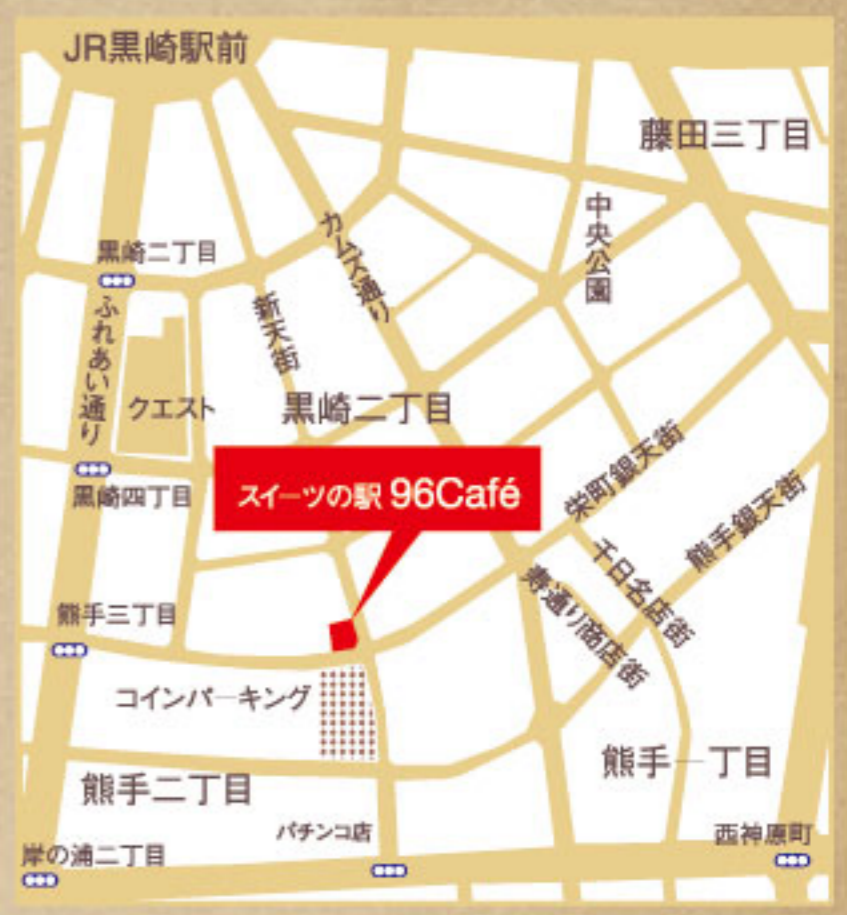 JR黒崎駅前
藤田三丁目
中央公園
カムズ通り
黒崎二丁目
新天街
ふれあい通り
クエスト
黒崎二丁目
栄町銀天街
スイーツの駅 96Café
黒崎四丁目
熊手銀天街
千日名店街
寿通り商店街
熊手三丁目
コインパーキング
熊手一丁目
熊手二丁目
パチンコ店
西神原町
岸の浦二丁目